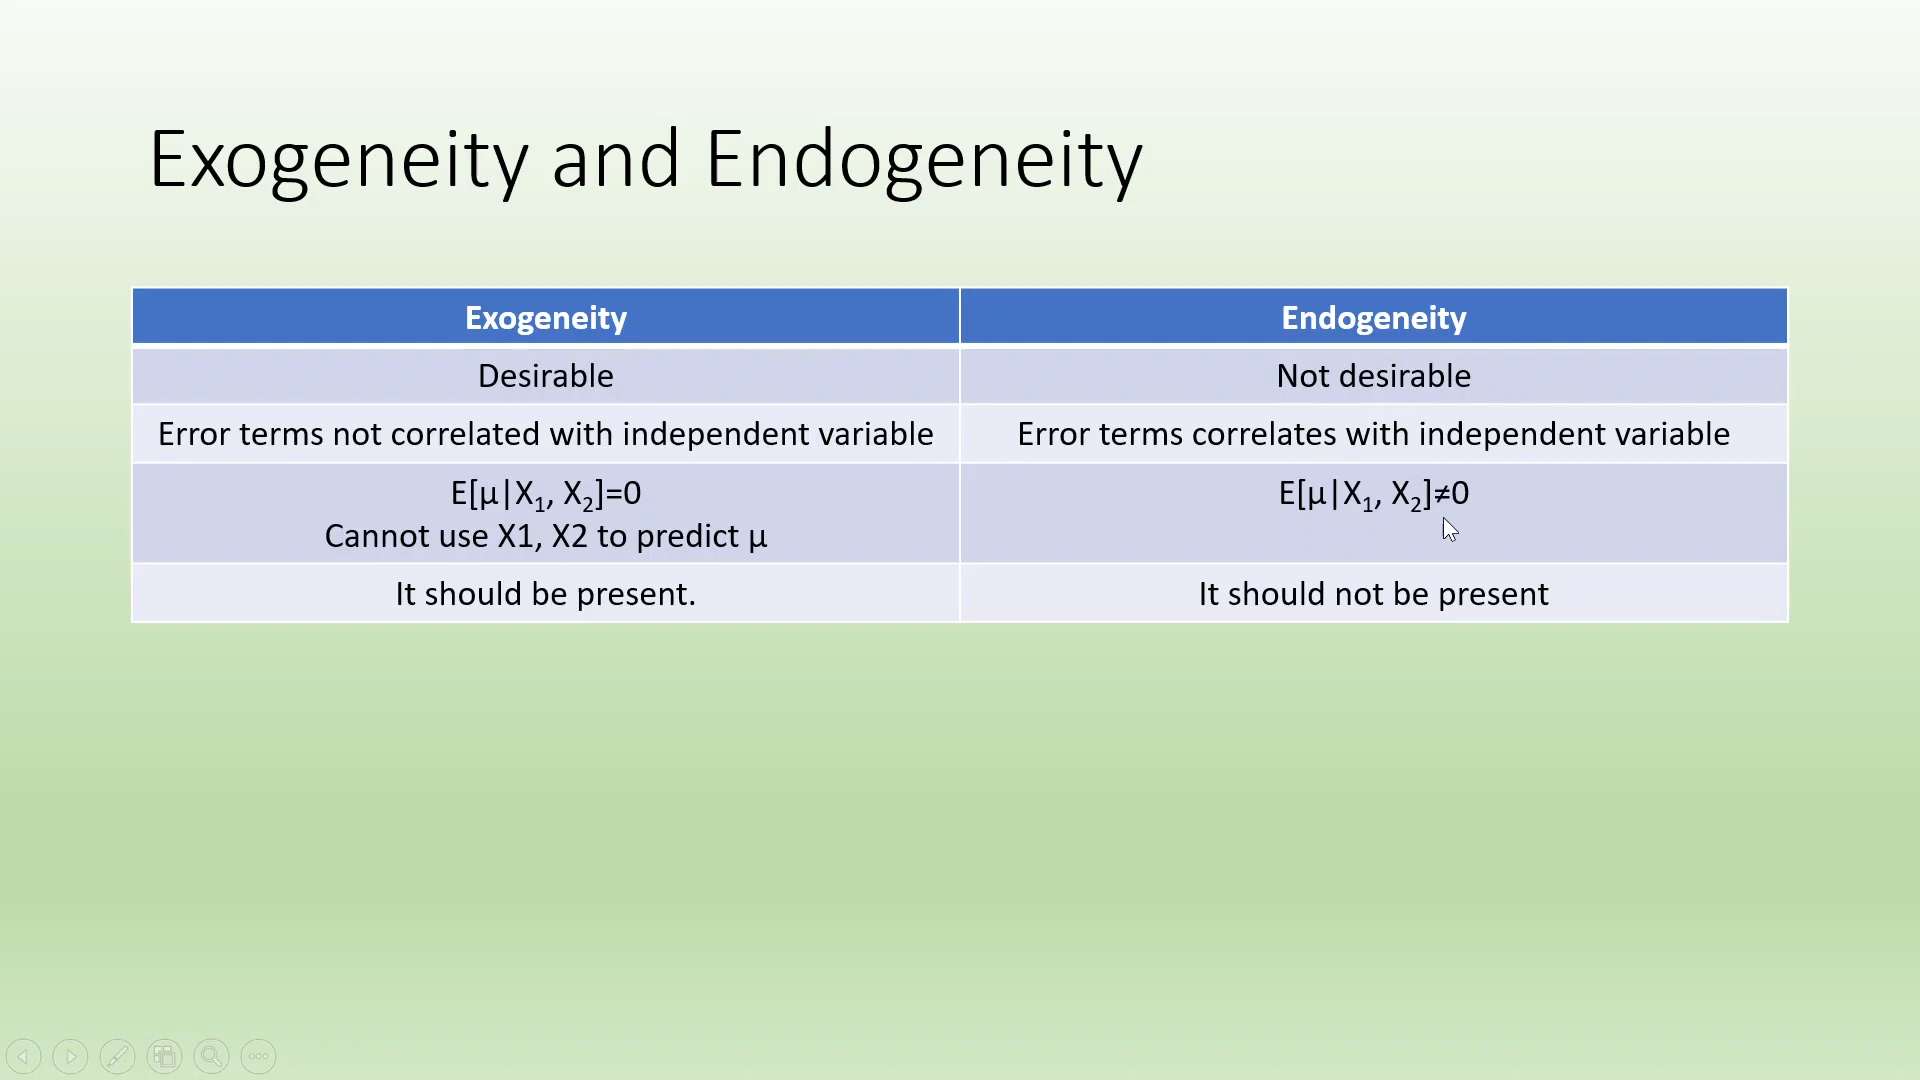 Exogeneity and Endogeneity
Exogeneity
Endogeneity
Desirable
Not desirable
Error terms not correlated with independent variable
Error terms correlates with independent variable
E[μ|X₁, X₂]=0
Cannot use X1, X2 to predict μ
E[μ|X₁, X₂]≠0
It should be present.
It should not be present